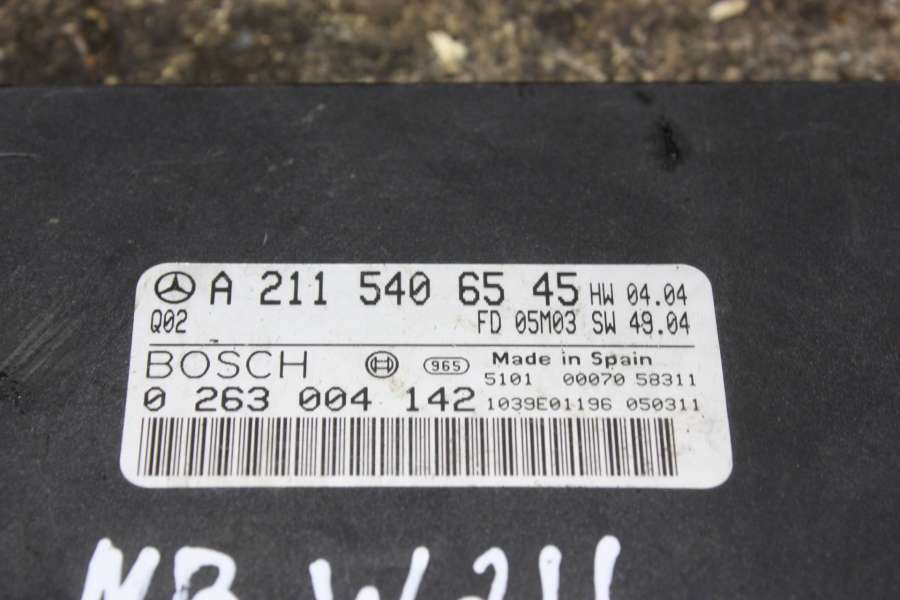 A 211 540 65 45 HW 04.04
Q02 FD 05M03 SW 49.04
BOSCH 965 Made in Spain
5101 00070 58311
0 263 004 142 1039E01196 050311
MB W211